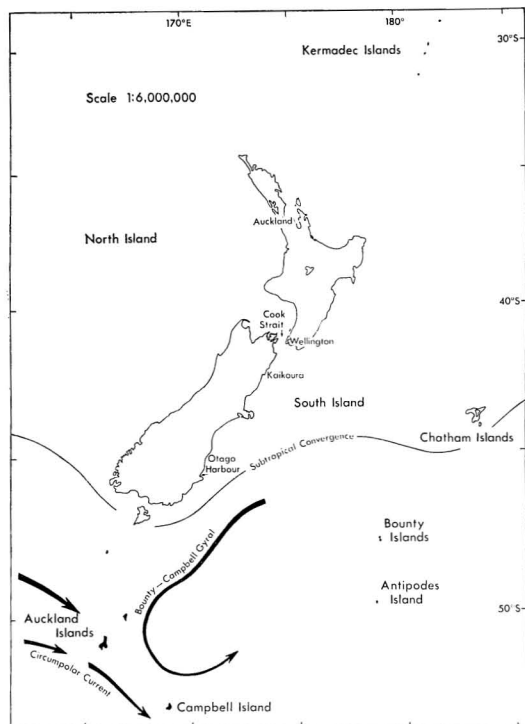 170°E
180°
30°S
Kermadec Islands
Scale 1:6,000,000
Auckland
North Island
40°S
Cook
Strait
Wellington
Kaikoura
South Island
Chatham Islands
Otago
Harbour
Subtropical Convergence
Bounty
Islands
Bounty—Campbell Gyral
Antipodes
Island
50°S
Auckland
Islands
Circumpolar Current
Campbell Island